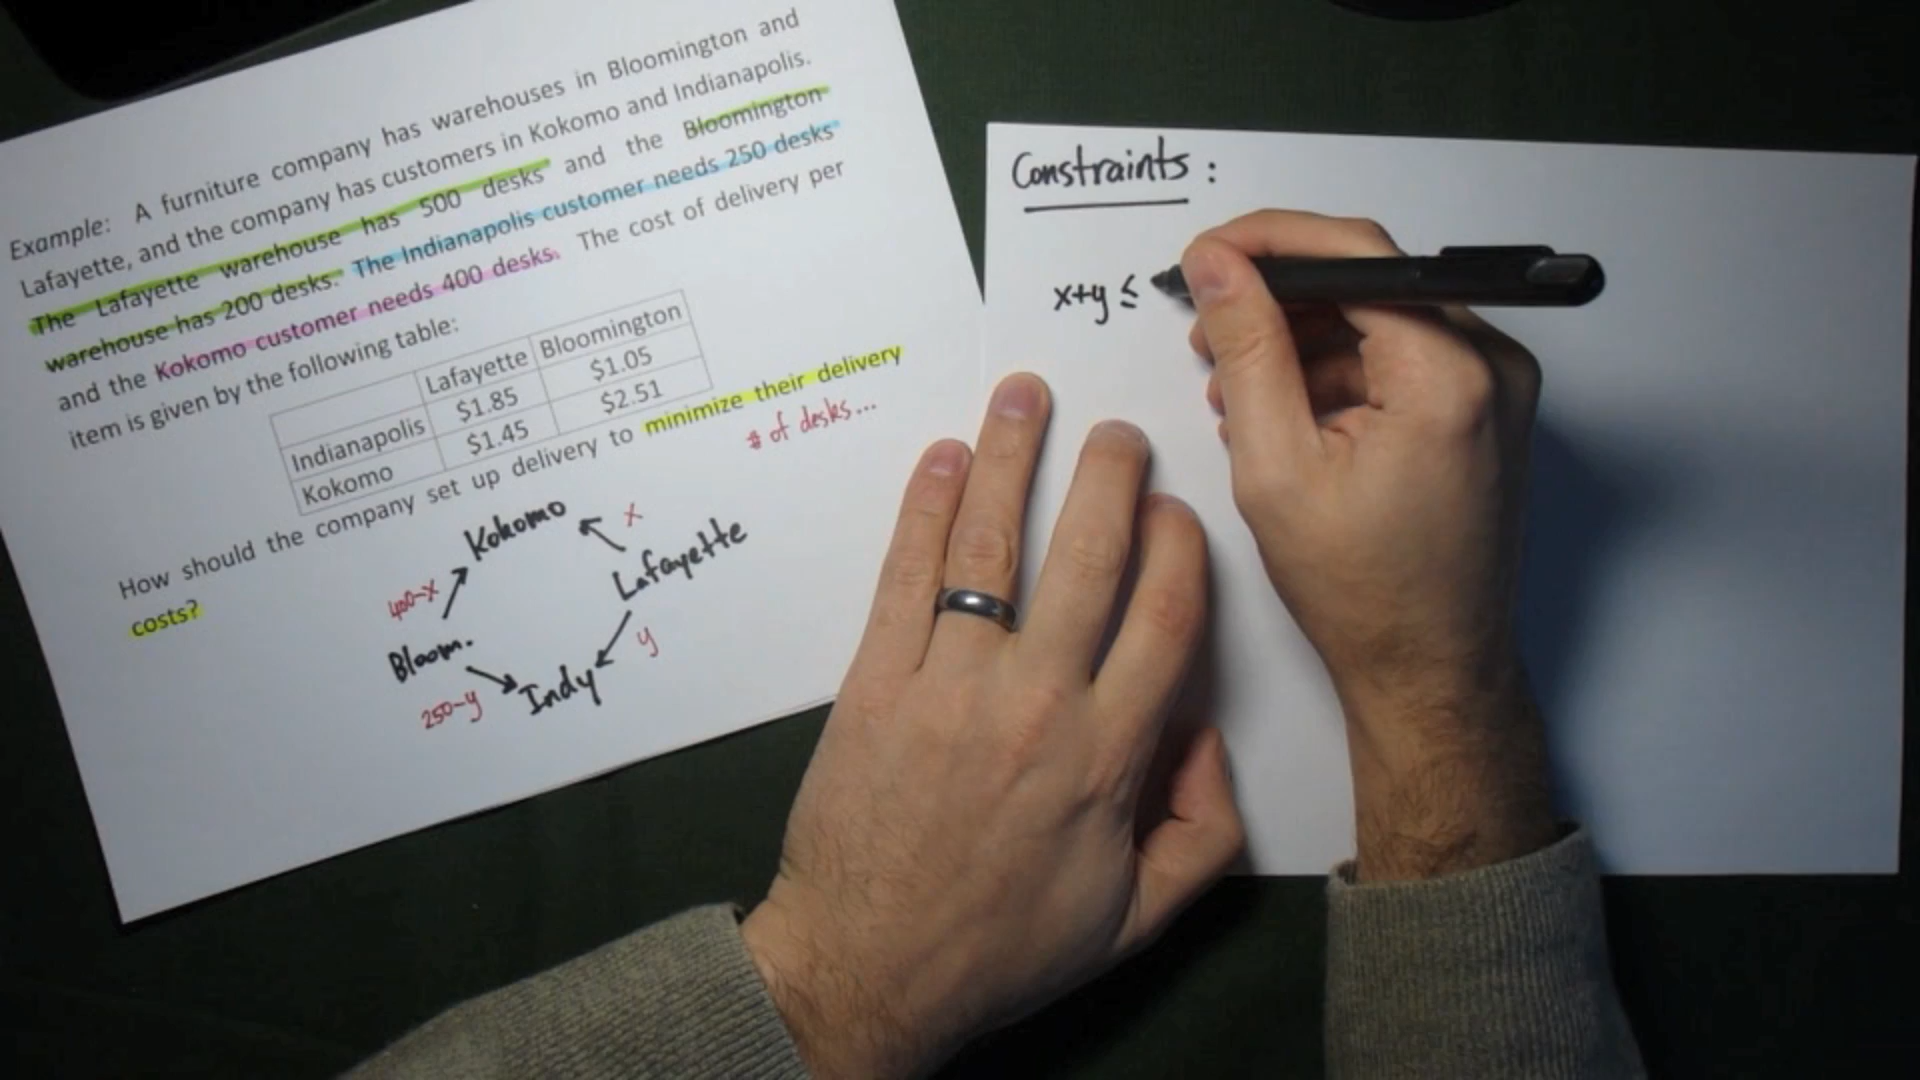 Example: A furniture company has warehouses in Bloomington and
Lafayette, and the company has customers in Kokomo and Indianapolis.
The Lafayette warehouse has 500 desks and the Bloomington
warehouse has 200 desks. The Indianapolis customer needs 250 desks
and the Kokomo customer needs 400 desks. The cost of delivery per
item is given by the following table:
Lafayette Bloomington
Indianapolis $1.85 $1.05
Kokomo $1.45 $2.51
How should the company set up delivery to minimize their delivery
costs?
# of desks...
Kokomo
x
Lafayette
400-x
Bloom.
y
250-y
Indy
Constraints:
x+y ≤